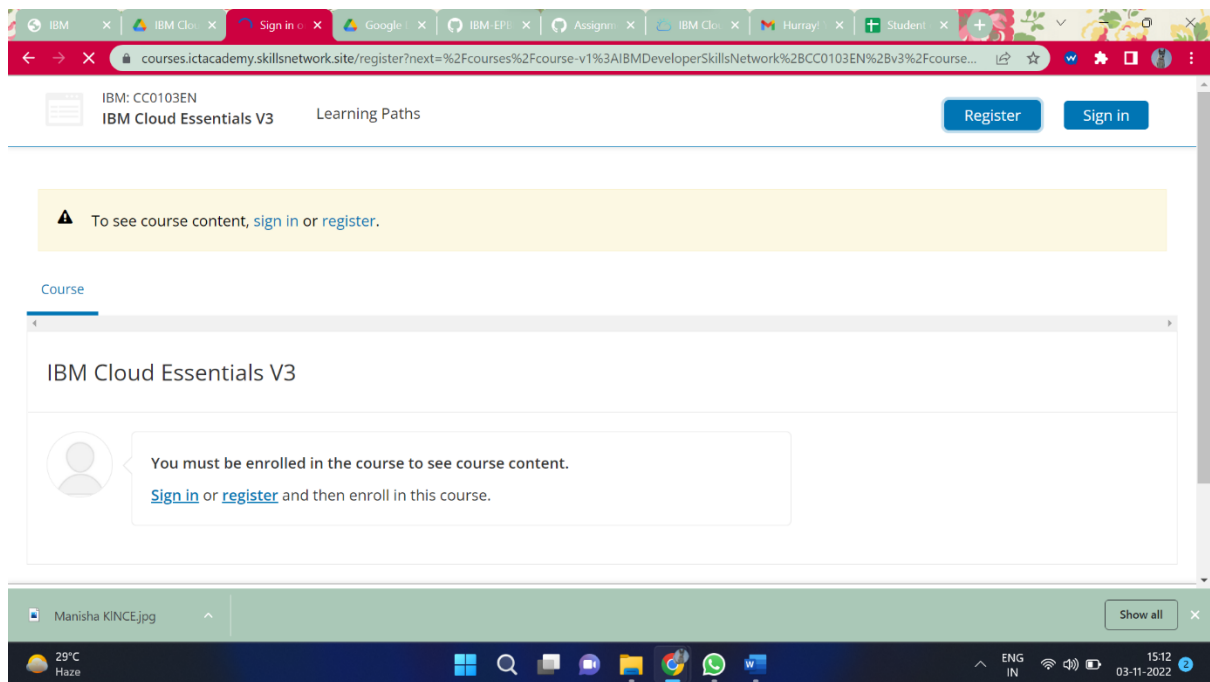 IBM
IBM Clou
Sign in o
Google
IBM-EPB
Assignm
IBM Clou
Hurray!
Student
courses.ictacademy.skillsnetwork.site/register?next=%2Fcourses%2Fcourse-v1%3AIBMDeveloperSkillsNetwork%2BCC0103EN%2Bv3%2Fcourse...
IBM: CC0103EN
IBM Cloud Essentials V3
Learning Paths
Register
Sign in
To see course content, sign in or register.
Course
IBM Cloud Essentials V3
You must be enrolled in the course to see course content.
Sign in or register and then enroll in this course.
Manisha KINCE.jpg
Show all
29°C
Haze
ENG
IN
15:12
03-11-2022
2